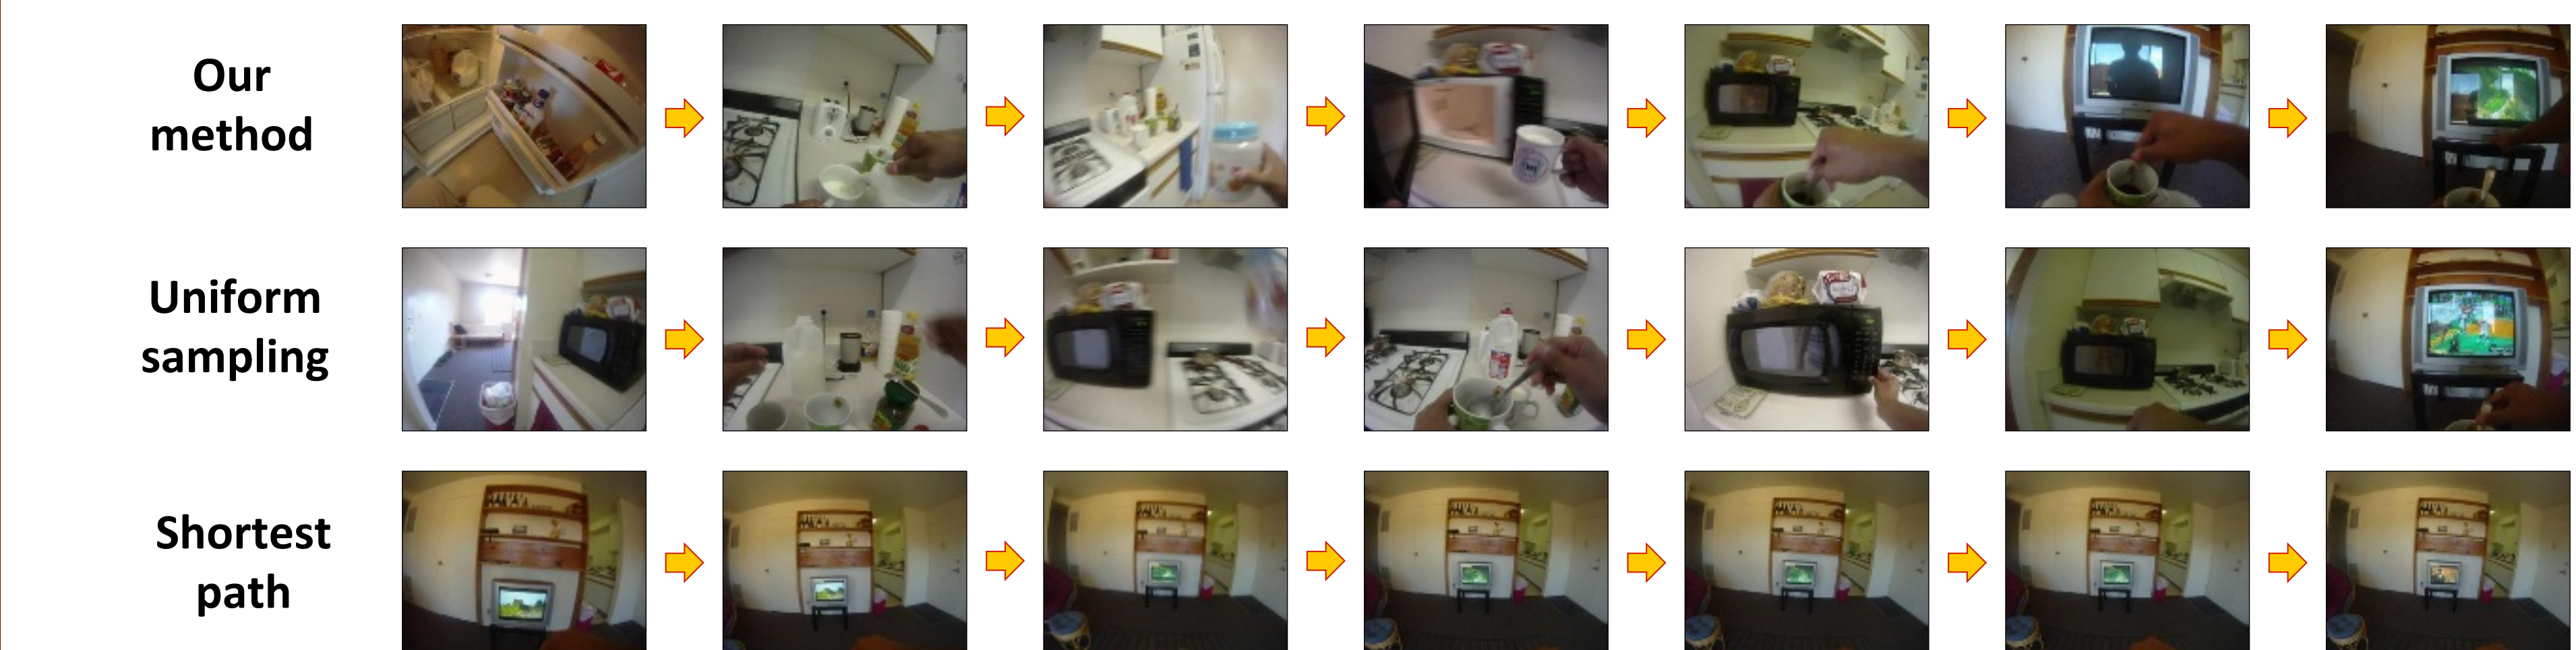 Our
method
Uniform
sampling
Shortest
path